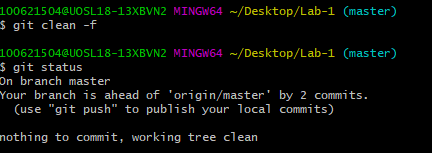 100621504@UOSL18-13XBVN2 MINGW64 ~/Desktop/Lab-1 (master)
$ git clean -f

100621504@UOSL18-13XBVN2 MINGW64 ~/Desktop/Lab-1 (master)
$ git status
On branch master
Your branch is ahead of 'origin/master' by 2 commits.
  (use "git push" to publish your local commits)

nothing to commit, working tree clean